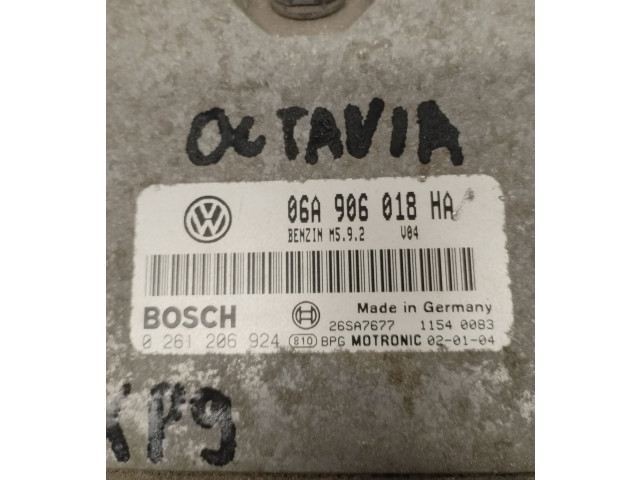 OCTAVIA
06A 906 018 HA
BENZIN M5.9.2 V04
BOSCH Made in Germany
26SA7677 1154 0083
0 261 206 924 810 BPG MOTRONIC 02-01-04